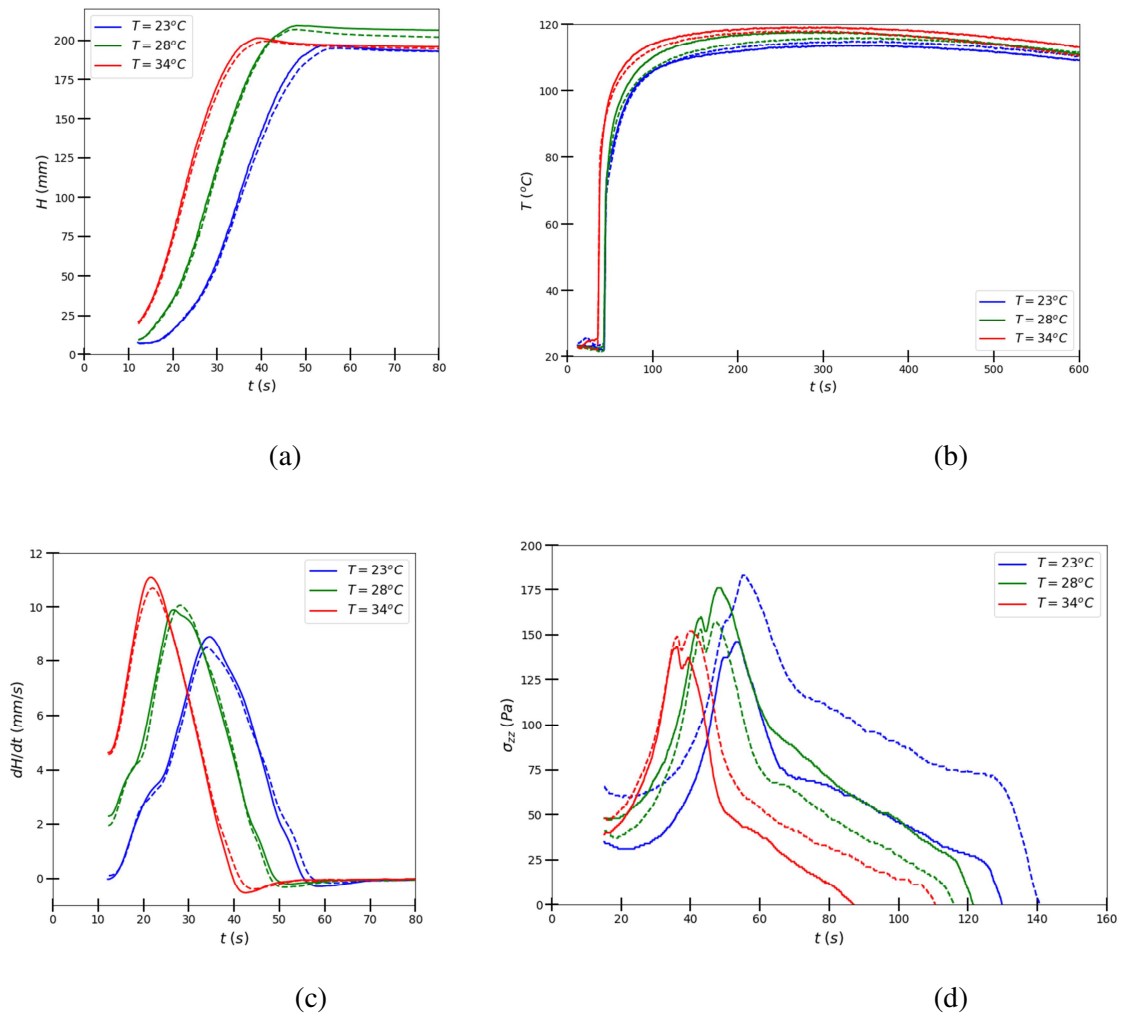 H (mm)
200
175
150
125
100
75
50
25
0
T = 23°C
T = 28°C
T = 34°C
0 10 20 30 40 50 60 70 80
t (s)
(a)
T (°C)
120
100
80
60
40
20
T = 23°C
T = 28°C
T = 34°C
0 100 200 300 400 500 600
t (s)
(b)
dH/dt (mm/s)
12
10
8
6
4
2
0
T = 23°C
T = 28°C
T = 34°C
0 10 20 30 40 50 60 70 80
t (s)
(c)
σzz (Pa)
200
175
150
125
100
75
50
25
0
T = 23°C
T = 28°C
T = 34°C
20 40 60 80 100 120 140 160
t (s)
(d)